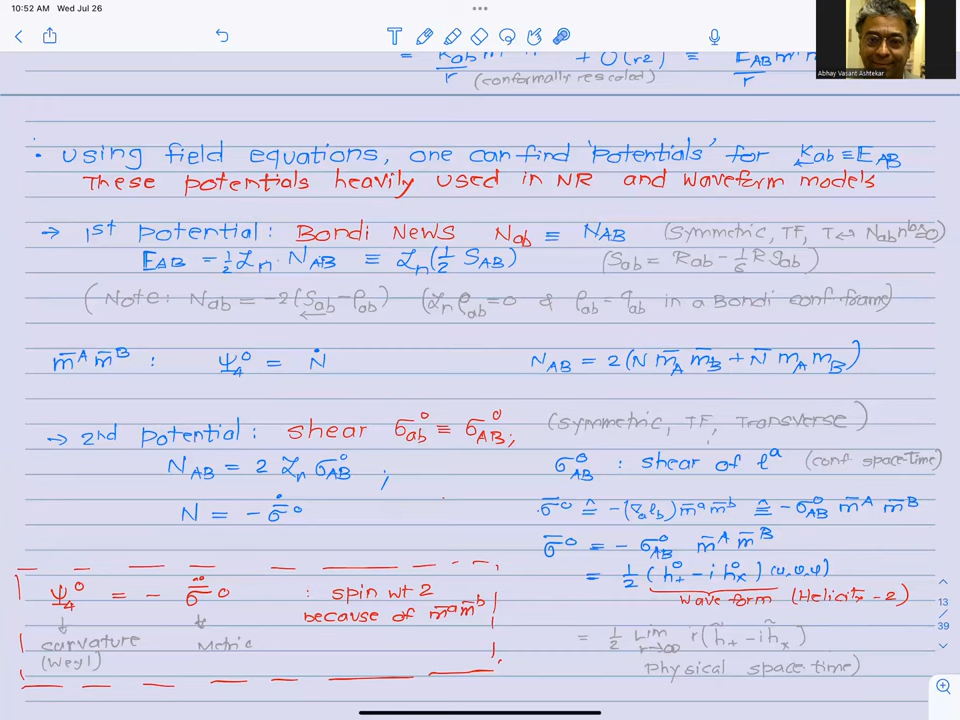 10:52 AM Wed Jul 26
Abhay Vasant Ashtekar
= Kab m + O(r2) ≡ EAB m
r (conformally rescaled) r
· Using field equations, one can find 'potentials' for Kab ≡ EAB
These potentials heavily used in NR and Waveform models
→ 1st Potential: Bondi News Nab ≡ NAB (Symmetric, TF, T ↔ Nab n^b ≙ 0)
EAB = ½ ℒn NAB ≡ ℒn (½ SAB) (Sab = Rab − 1/6 R gab)
(Note: Nab = −2(Sab − ρab) (ℒn ρab = 0 & ρab − qab in a Bondi conf frame)
m̄^A m̄^B : Ψ4° = Ṅ NAB = 2(N m̄A m̄B + N̄ mA mB)
→ 2nd Potential: shear σ°ab ≡ σ°AB; (Symmetric, TF, Transverse)
NAB = 2 ℒn σ°AB ; σ°AB : shear of ℓ^a (conf space-time)
N = − σ̄̇° σ̄° ≙ −(∇a ℓb) m̄^a m̄^b ≙ − σ°AB m̄^A m̄^B
σ̄° = − σ°AB m̄^A m̄^B
= ½ (h°+ − i h°×) (u,θ,φ)
Wave form (Helicity −2)
Ψ4° = − σ̄̈° : spin wt 2
because of m̄^a m̄^b
curvature (Weyl) Metric
= ½ Lim r→∞ r(h̃+ − i h̃×)
Physical space time)
13
/
39